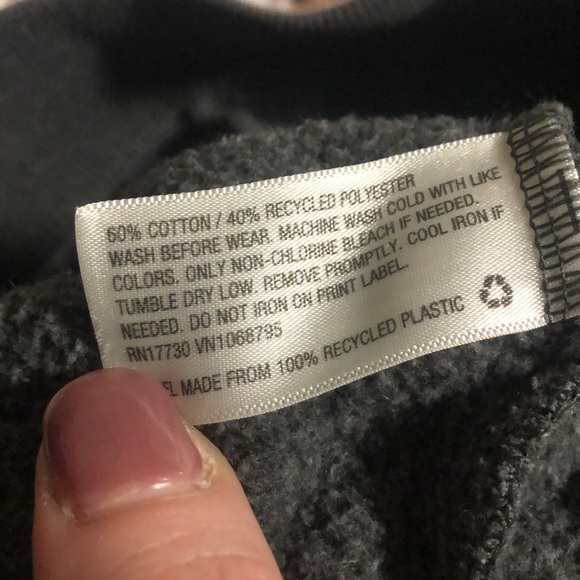 60% COTTON / 40% RECYCLED POLYESTER
WASH BEFORE WEAR. MACHINE WASH COLD WITH LIKE
COLORS. ONLY NON-CHLORINE BLEACH IF NEEDED.
TUMBLE DRY LOW. REMOVE PROMPTLY. COOL IRON IF
NEEDED. DO NOT IRON ON PRINT LABEL.
RN17730 VN1068795
MADE FROM 100% RECYCLED PLASTIC